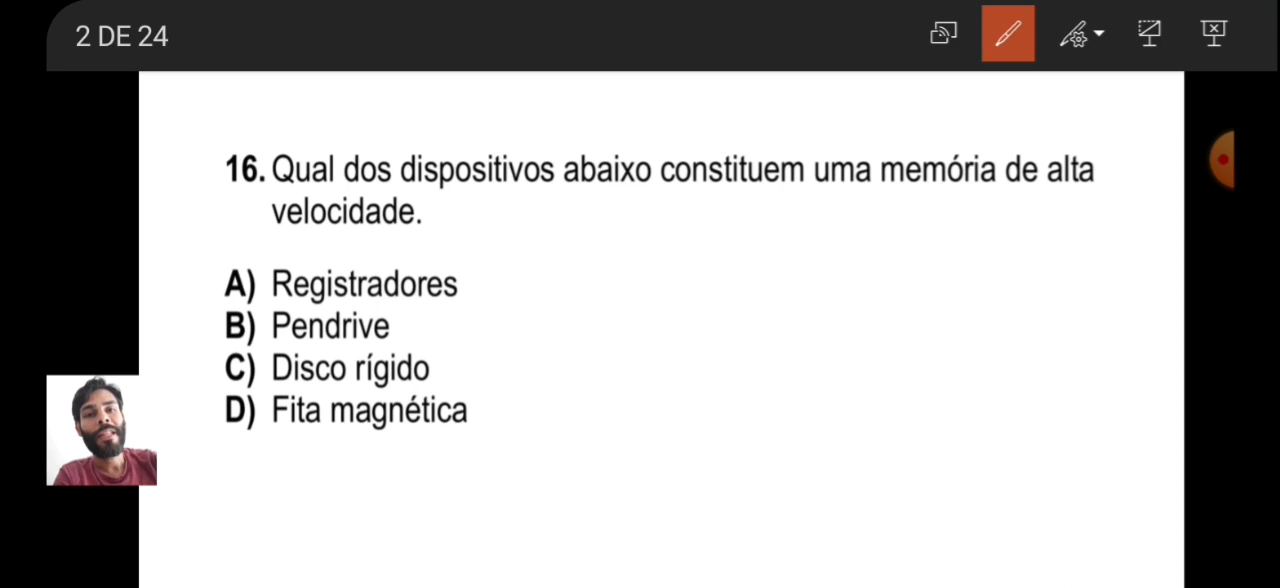 2 DE 24
16. Qual dos dispositivos abaixo constituem uma memória de alta
velocidade.
A) Registradores
B) Pendrive
C) Disco rígido
D) Fita magnética